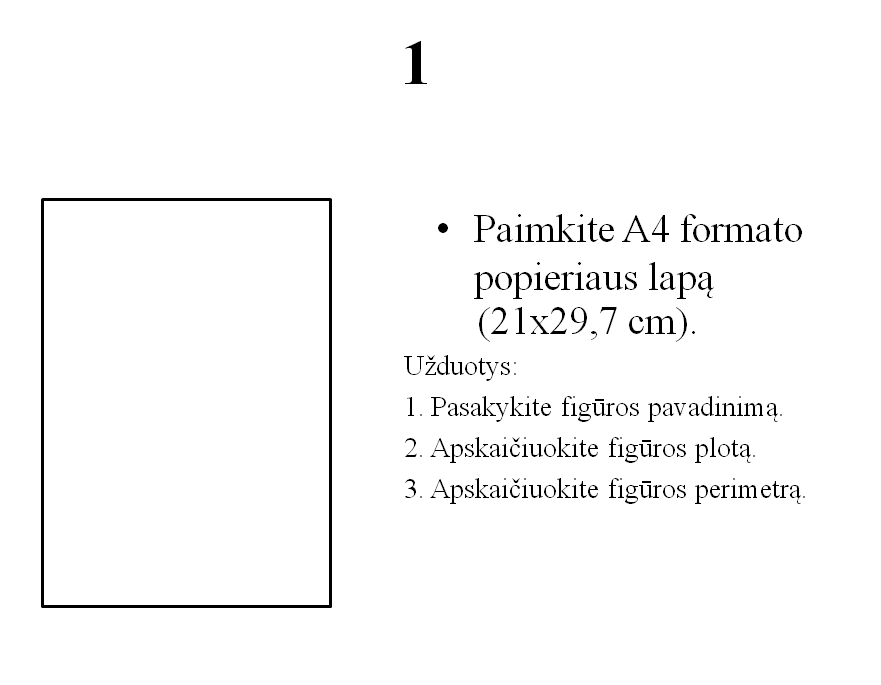 1
• Paimkite A4 formato
popieriaus lapą
(21x29,7 cm).
Užduotys:
1. Pasakykite figūros pavadinimą.
2. Apskaičiuokite figūros plotą.
3. Apskaičiuokite figūros perimetrą.